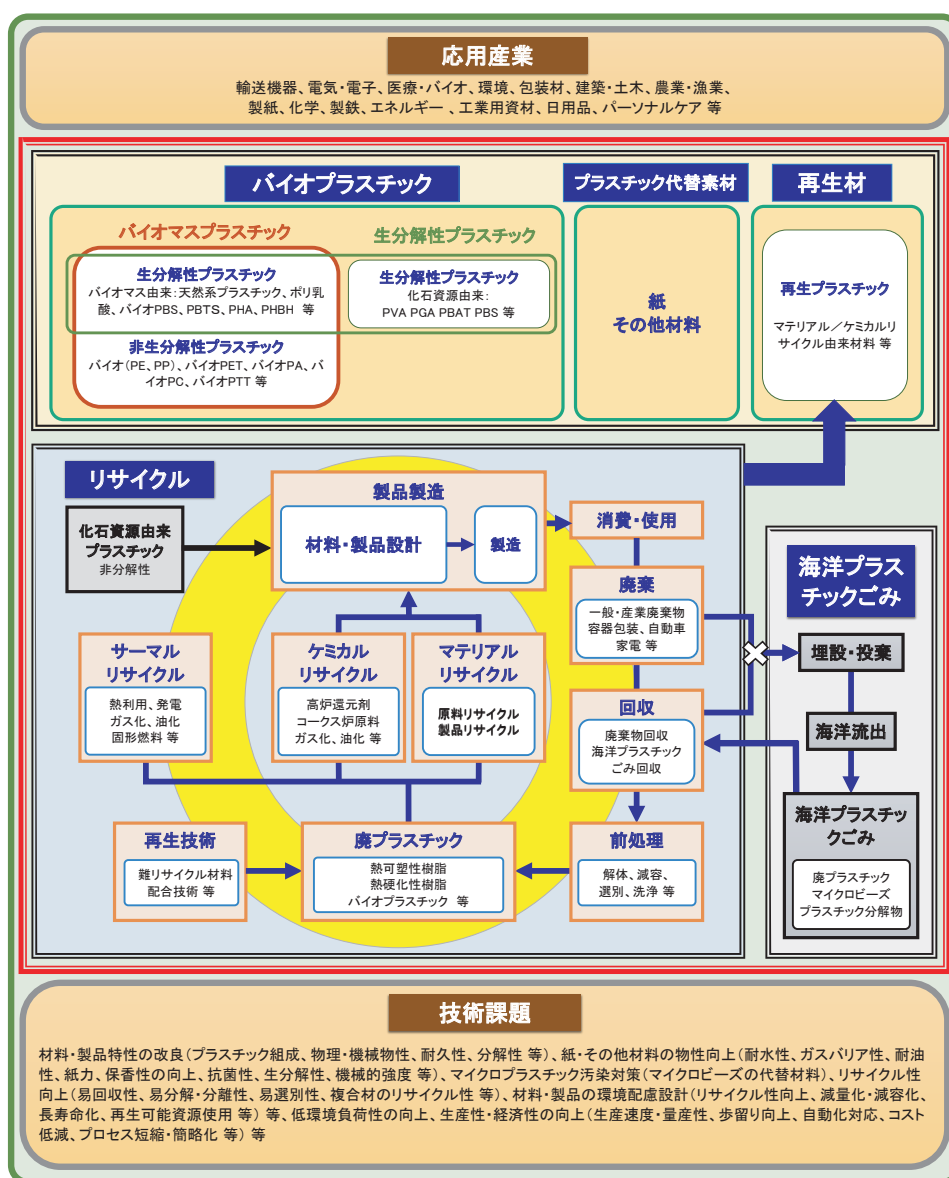 応用産業
輸送機器、電気・電子、医療・バイオ、環境、包装材、建築・土木、農業・漁業、
製紙、化学、製鉄、エネルギー 、工業用資材、日用品、パーソナルケア 等
バイオプラスチック
プラスチック代替素材
再生材
バイオマスプラスチック
生分解性プラスチック
生分解性プラスチック
バイオマス由来:天然系プラスチック、ポリ乳
酸、バイオPBS、PBTS、PHA、PHBH 等
非生分解性プラスチック
バイオ(PE、PP)、バイオPET、バイオPA、バ
イオPC、バイオPTT 等
生分解性プラスチック
化石資源由来:
PVA PGA PBAT PBS 等
紙
その他材料
再生プラスチック
マテリアル/ケミカルリ
サイクル由来材料 等
リサイクル
化石資源由来
プラスチック
非分解性
製品製造
材料・製品設計
製造
消費・使用
廃棄
一般・産業廃棄物
容器包装、自動車
家電 等
サーマル
リサイクル
熱利用、発電
ガス化、油化
固形燃料 等
ケミカル
リサイクル
高炉還元剤
コークス炉原料
ガス化、油化 等
マテリアル
リサイクル
原料リサイクル
製品リサイクル
回収
廃棄物回収
海洋プラスチック
ごみ回収
再生技術
難リサイクル材料
配合技術 等
廃プラスチック
熱可塑性樹脂
熱硬化性樹脂
バイオプラスチック 等
前処理
解体、減容、
選別、洗浄 等
海洋プラス
チックごみ
埋設・投棄
海洋流出
海洋プラスチッ
クごみ
廃プラスチック
マイクロビーズ
プラスチック分解物
技術課題
材料・製品特性の改良(プラスチック組成、物理・機械物性、耐久性、分解性 等)、紙・その他材料の物性向上(耐水性、ガスバリア性、耐油
性、紙力、保香性の向上、抗菌性、生分解性、機械的強度 等)、マイクロプラスチック汚染対策(マイクロビーズの代替材料)、リサイクル性
向上(易回収性、易分解・分離性、易選別性、複合材のリサイクル性 等)、材料・製品の環境配慮設計(リサイクル性向上、減量化・減容化、
長寿命化、再生可能資源使用 等) 等、低環境負荷性の向上、生産性・経済性の向上(生産速度・量産性、歩留り向上、自動化対応、コスト
低減、プロセス短縮・簡略化 等) 等